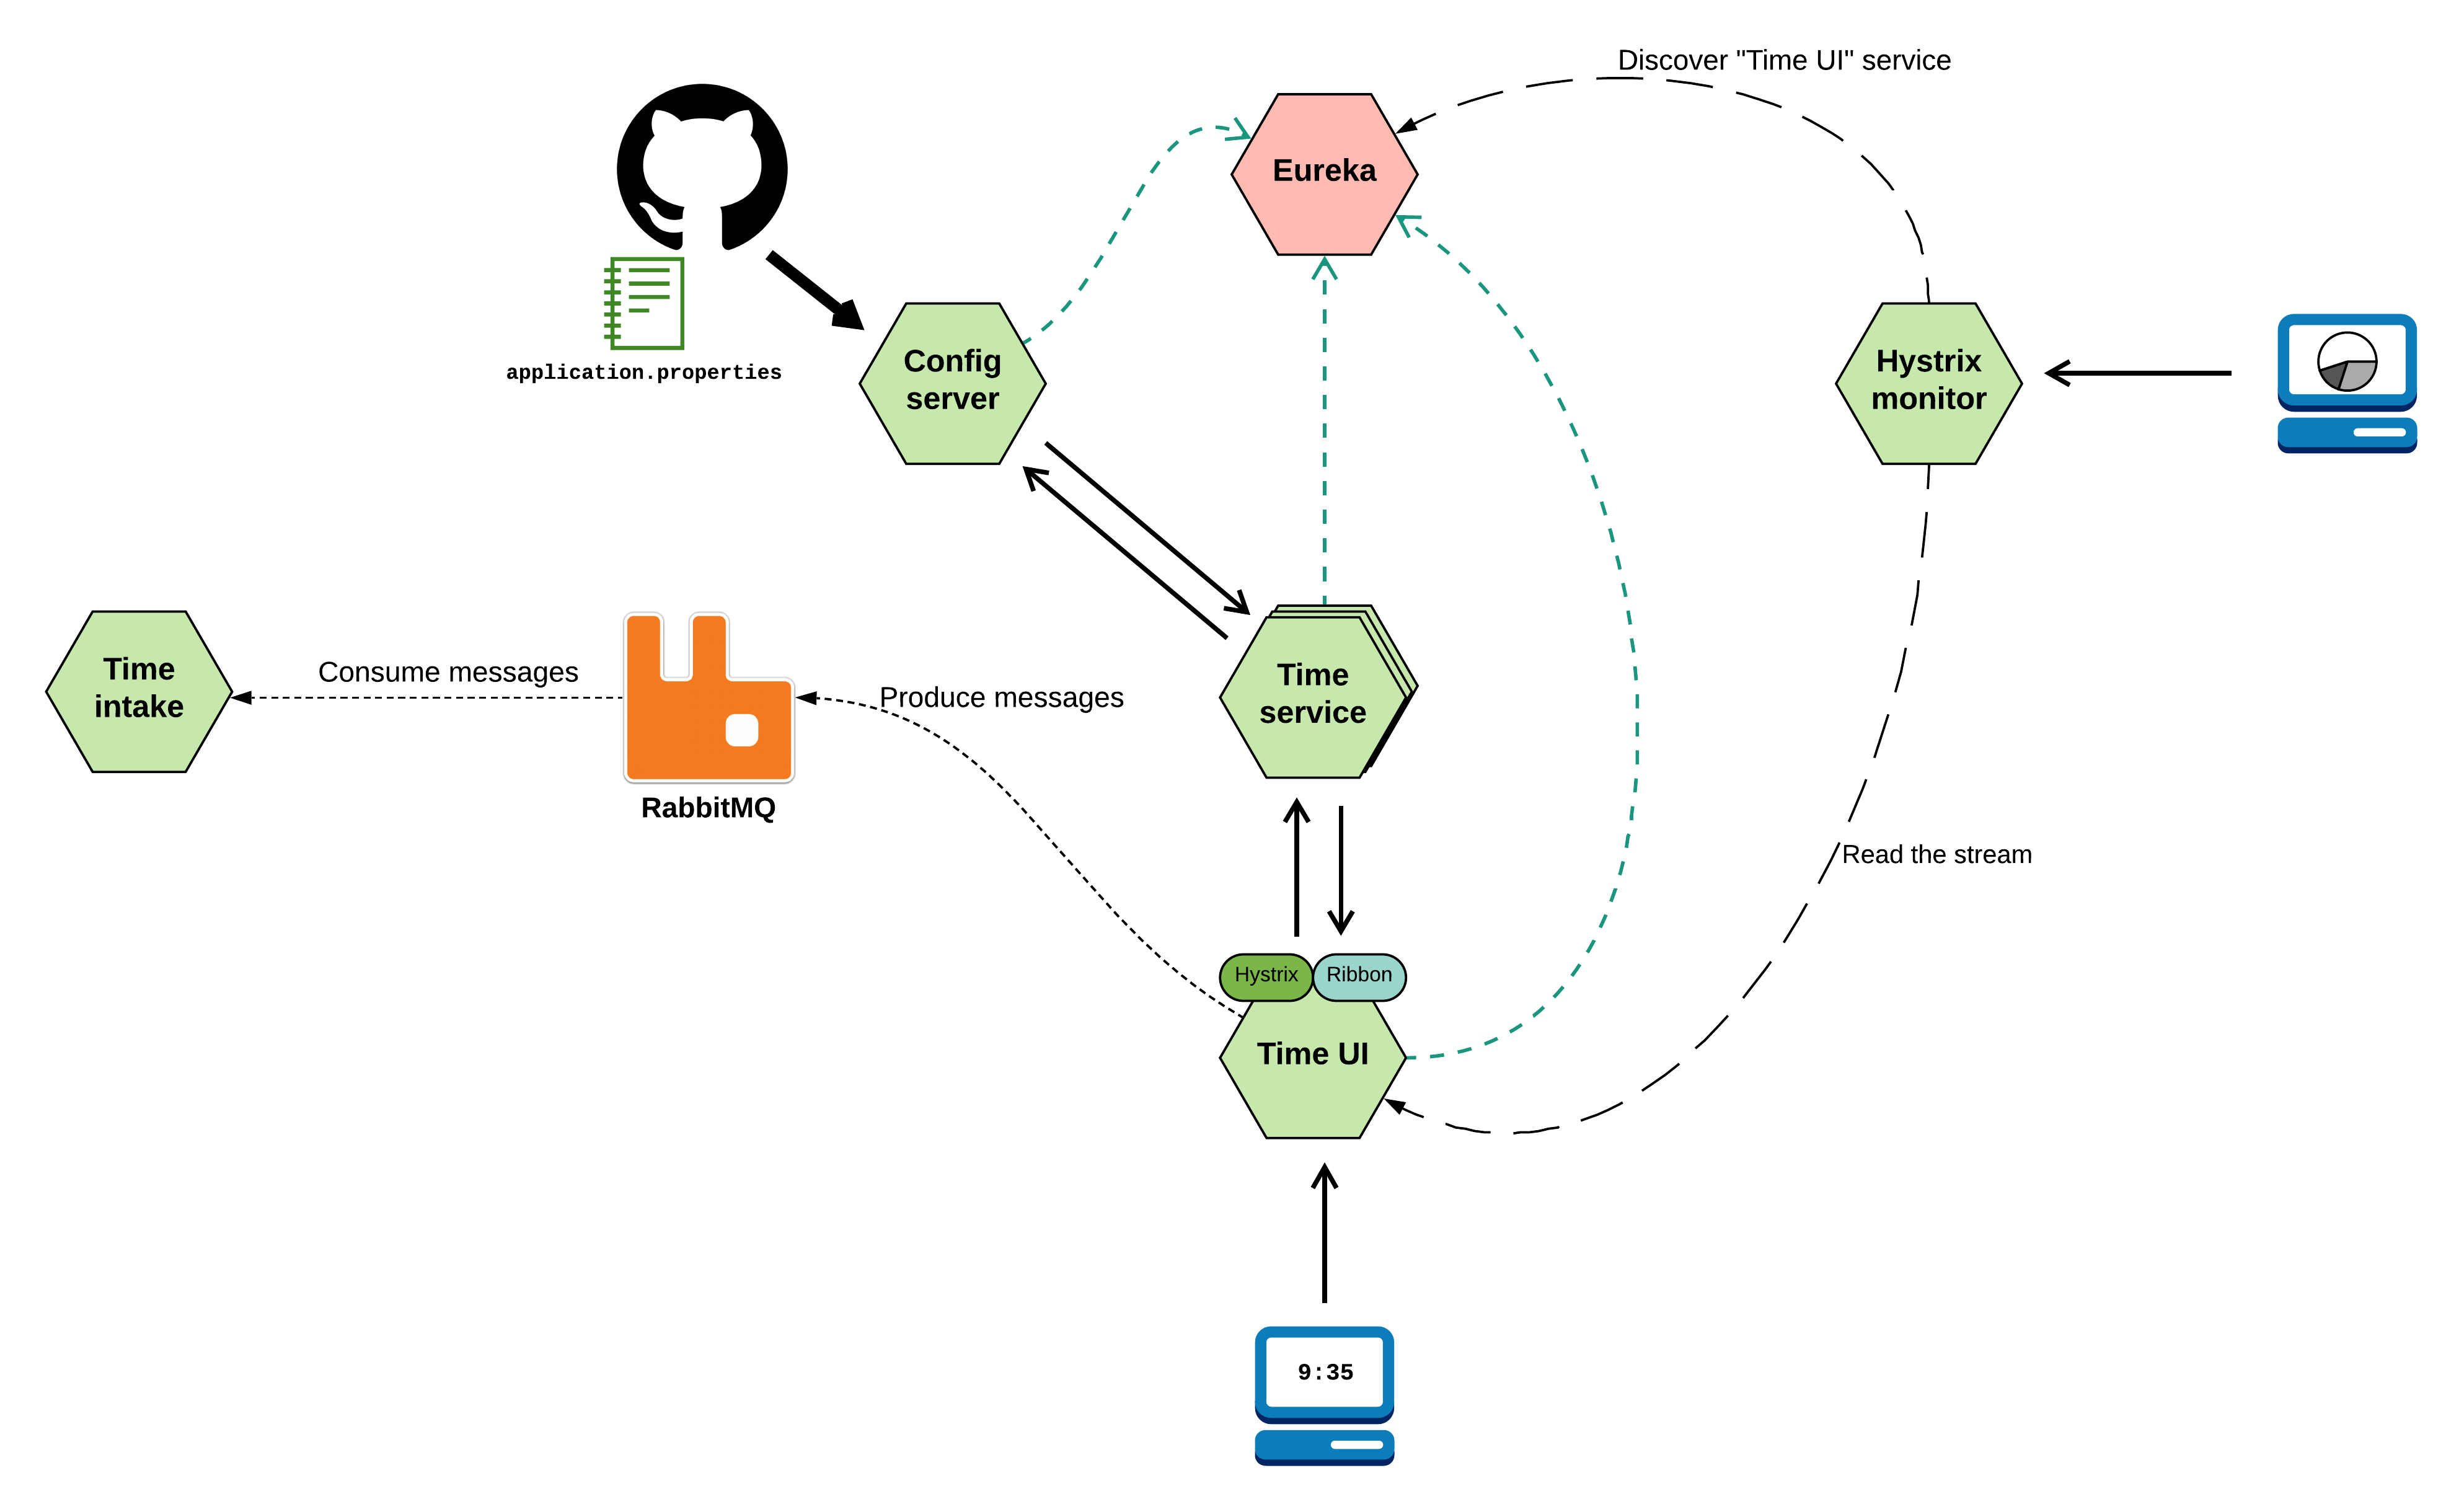 Discover "Time UI" service
Eureka
Config
server
Hystrix
monitor
application.properties
Time
intake
Consume messages
RabbitMQ
Produce messages
Time
service
Read the stream
Hystrix
Ribbon
Time UI
9:35